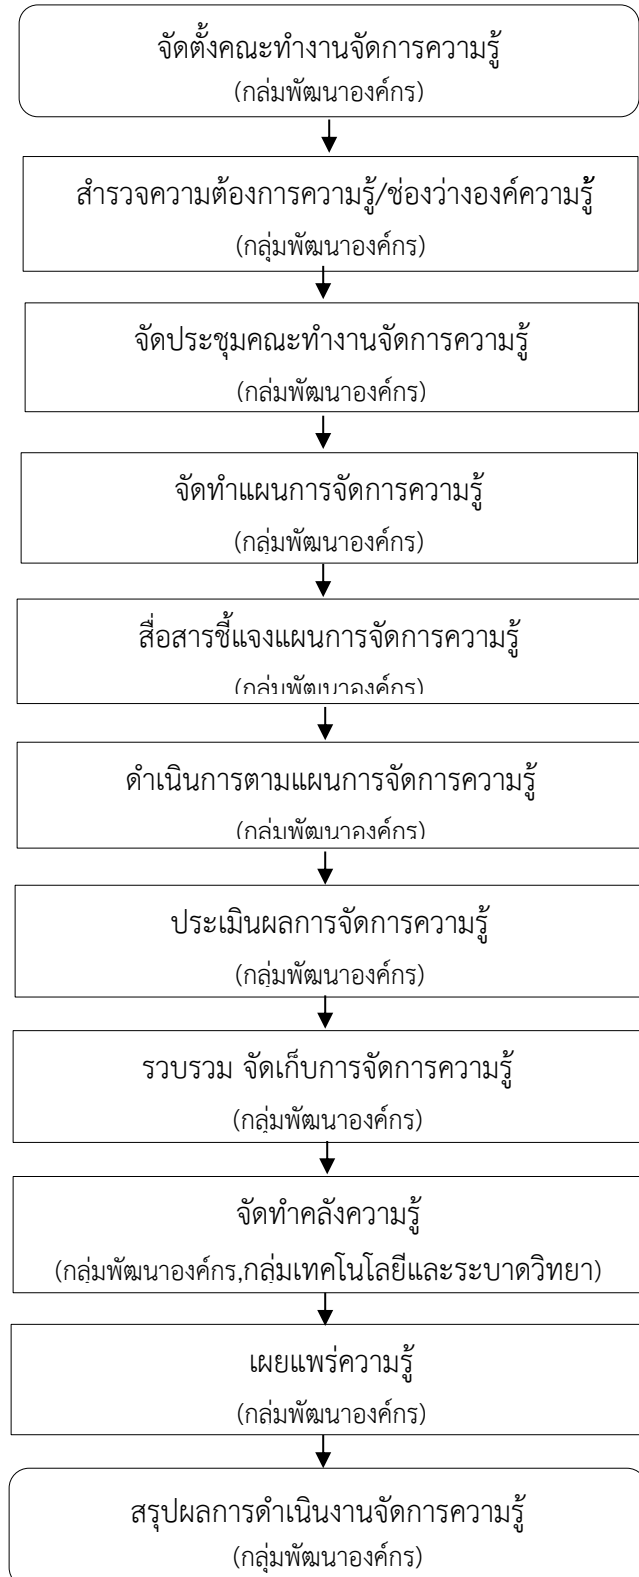 จัดตั้งคณะทำงานจัดการความรู้
(กลุ่มพัฒนาองค์กร)
สำรวจความต้องการความรู้/ช่องว่างองค์ความรู้
(กลุ่มพัฒนาองค์กร)
จัดประชุมคณะทำงานจัดการความรู้
(กลุ่มพัฒนาองค์กร)
จัดทำแผนการจัดการความรู้
(กลุ่มพัฒนาองค์กร)
สื่อสารชี้แจงแผนการจัดการความรู้
(กลุ่มพัฒนาองค์กร)
ดำเนินการตามแผนการจัดการความรู้
(กลุ่มพัฒนาองค์กร)
ประเมินผลการจัดการความรู้
(กลุ่มพัฒนาองค์กร)
รวบรวม จัดเก็บการจัดการความรู้
(กลุ่มพัฒนาองค์กร)
จัดทำคลังความรู้
(กลุ่มพัฒนาองค์กร,กลุ่มเทคโนโลยีและระบาดวิทยา)
เผยแพร่ความรู้
(กลุ่มพัฒนาองค์กร)
สรุปผลการดำเนินงานจัดการความรู้
(กลุ่มพัฒนาองค์กร)